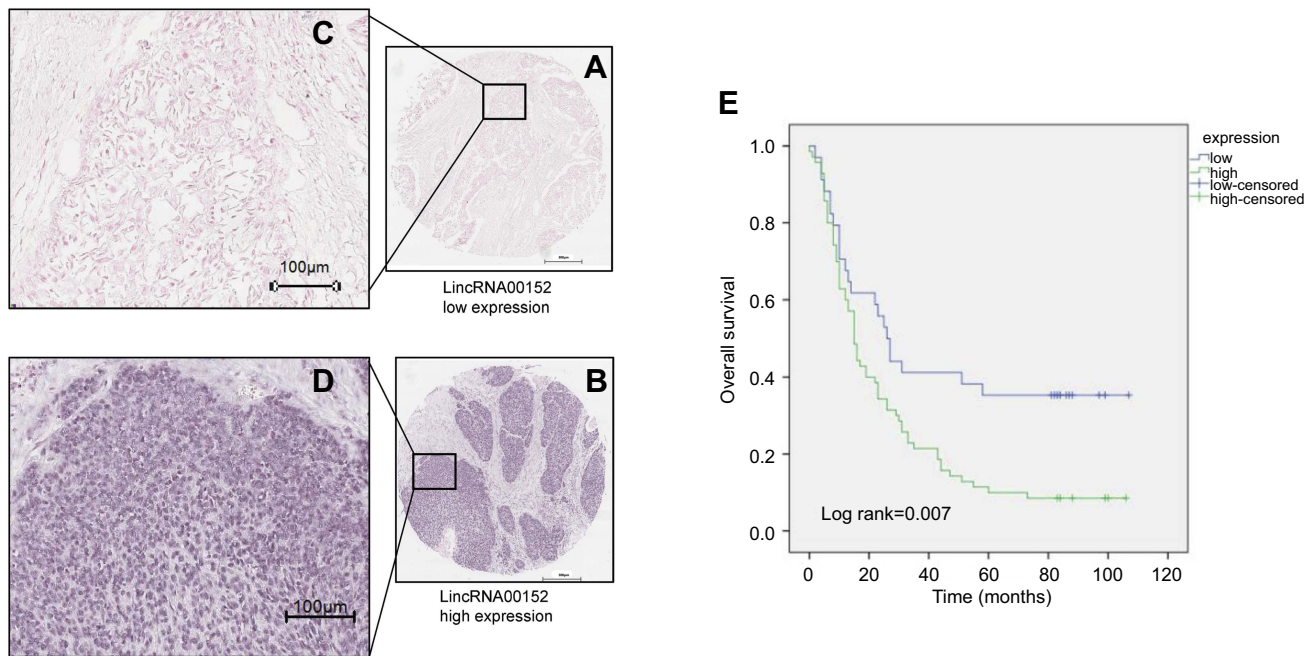 C
100μm
A
LincRNA00152
low expression
D
100μm
B
LincRNA00152
high expression
E
expression
low
high
low-censored
high-censored
Overall survival
1.0
0.8
0.6
0.4
0.2
0.0
Log rank=0.007
0 20 40 60 80 100 120
Time (months)